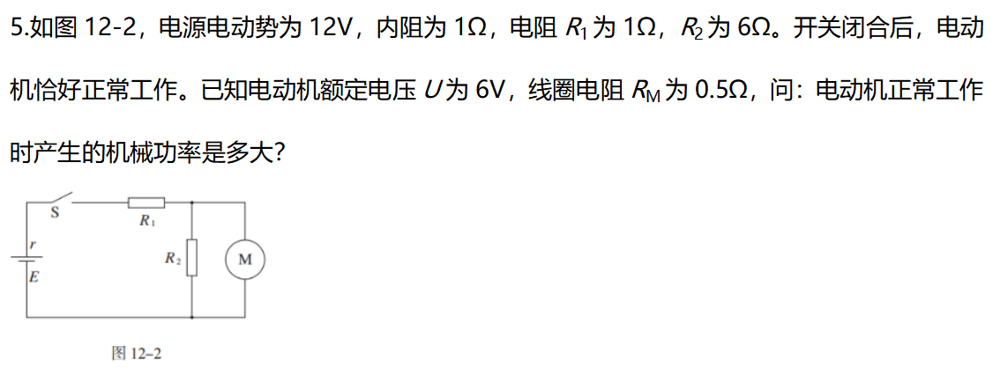 5.如图 12-2，电源电动势为 12V，内阻为 1Ω，电阻 R₁ 为 1Ω，R₂ 为 6Ω。开关闭合后，电动
机恰好正常工作。已知电动机额定电压 U 为 6V，线圈电阻 RM 为 0.5Ω，问：电动机正常工作
时产生的机械功率是多大？
S
R₁
r
R₂
M
E
图 12–2